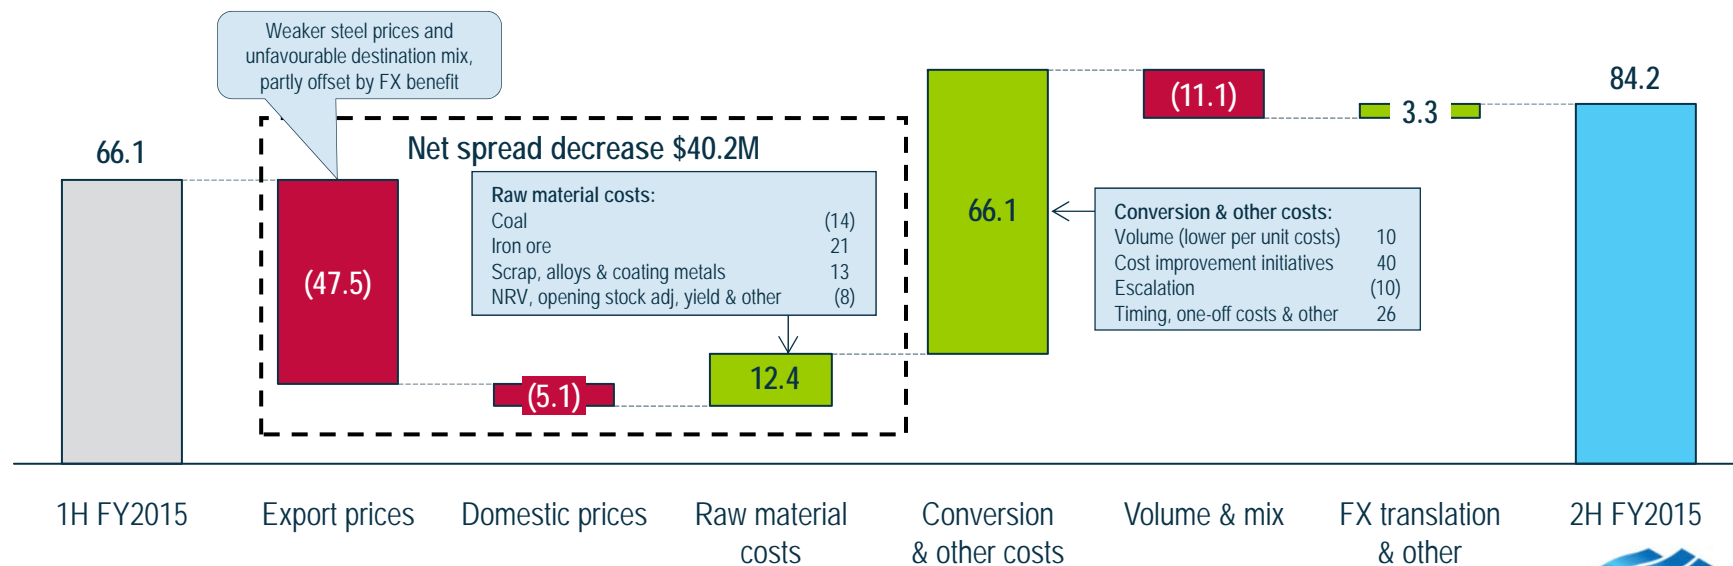 Weaker steel prices and
unfavourable destination mix,
partly offset by FX benefit
66.1
(47.5)
Net spread decrease $40.2M
Raw material costs:
Coal (14)
Iron ore 21
Scrap, alloys & coating metals 13
NRV, opening stock adj, yield & other (8)
(5.1)
12.4
66.1
Conversion & other costs:
Volume (lower per unit costs) 10
Cost improvement initiatives 40
Escalation (10)
Timing, one-off costs & other 26
(11.1)
3.3
84.2
1H FY2015
Export prices
Domestic prices
Raw material
costs
Conversion
& other costs
Volume & mix
FX translation
& other
2H FY2015